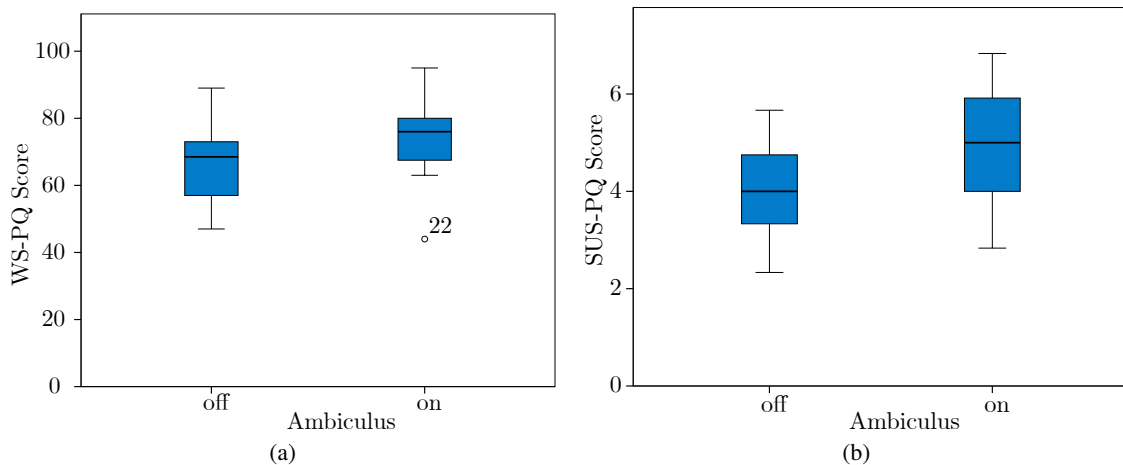 WS-PQ Score
100
80
60
40
20
0
22
off
on
Ambiculus
(a)
SUS-PQ Score
6
4
2
0
off
on
Ambiculus
(b)